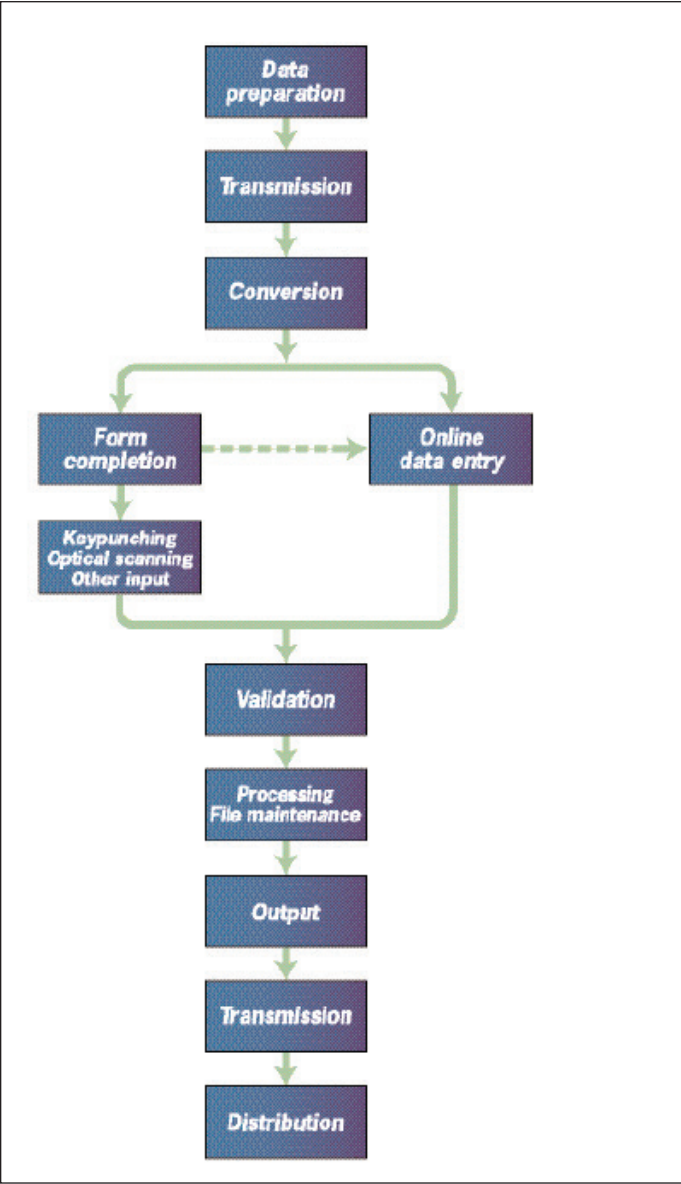 Data
preparation
Transmission
Conversion
Form
completion
Online
data entry
Keypunching
Optical scanning
Other input
Validation
Processing
File maintenance
Output
Transmission
Distribution